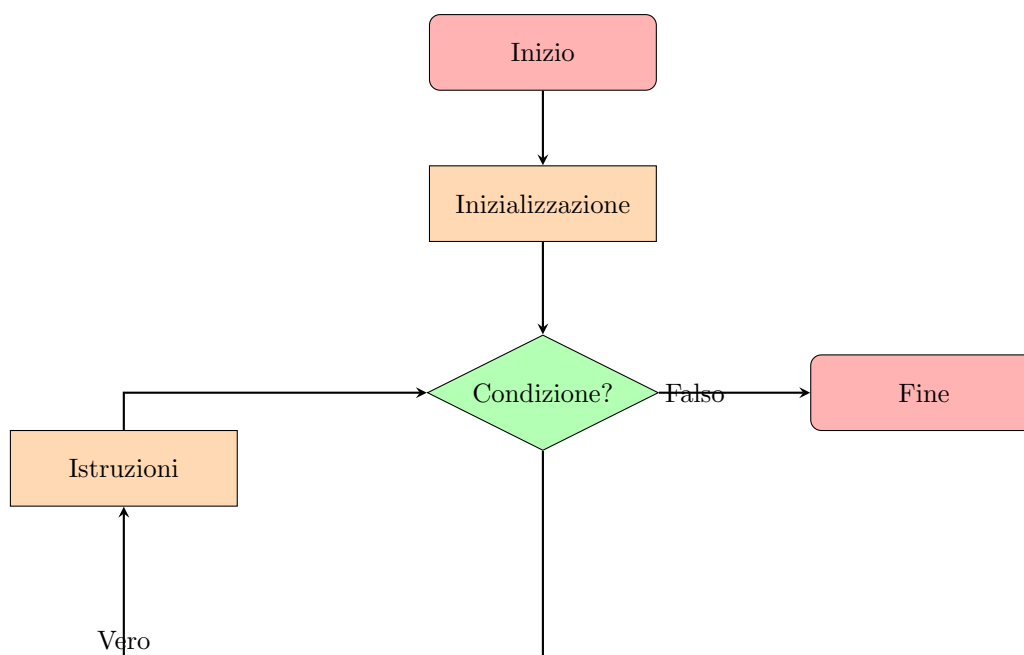 Inizio
Inizializzazione
Condizione?
Falso
Fine
Istruzioni
Vero